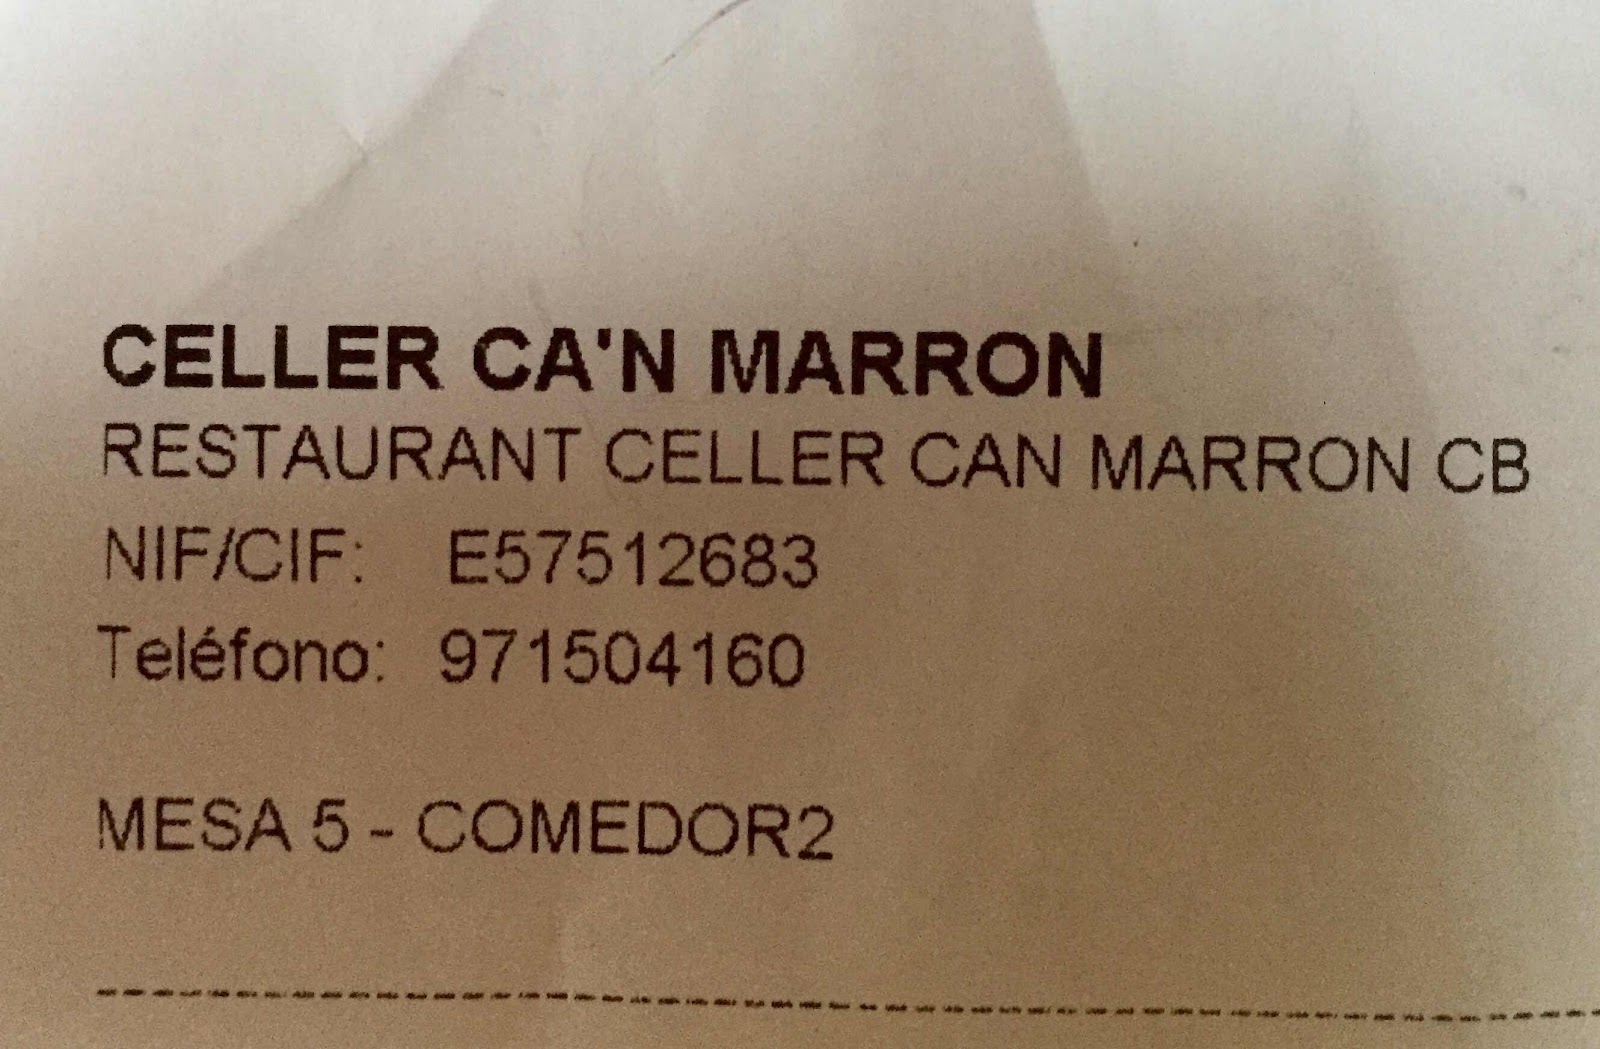 CELLER CA'N MARRON
RESTAURANT CELLER CAN MARRON CB
NIF/CIF: E57512683
Teléfono: 971504160
MESA 5 - COMEDOR2